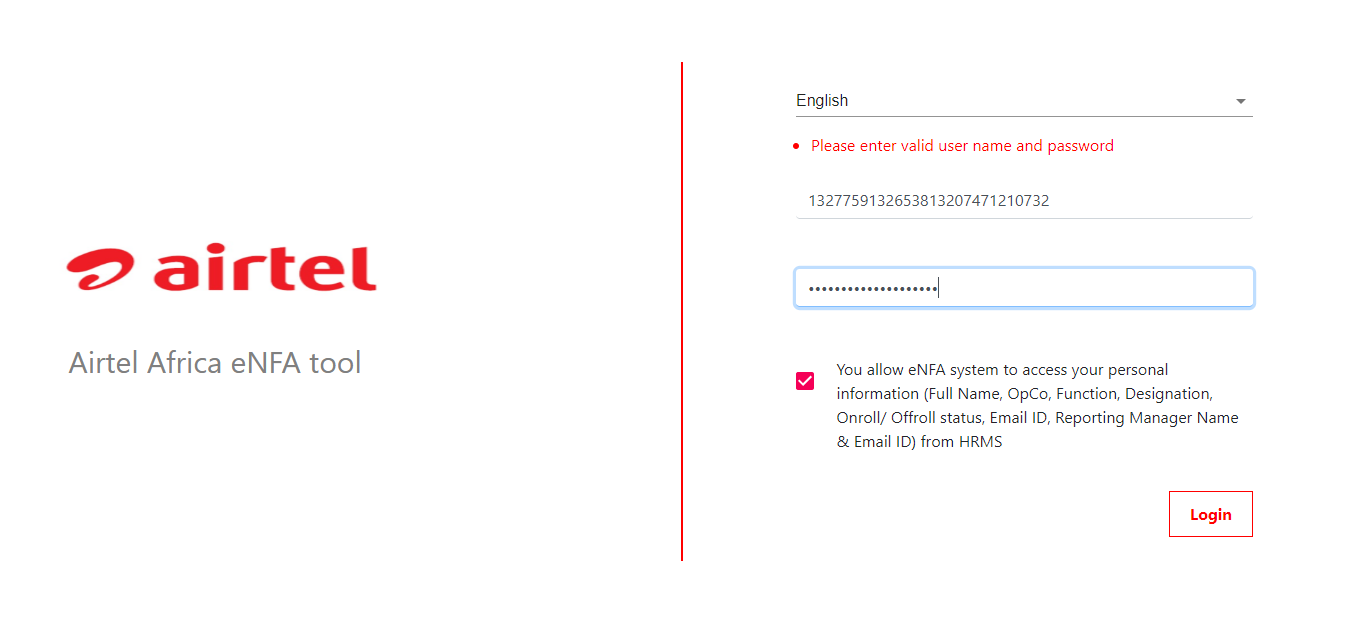 airtel
Airtel Africa eNFA tool
English
• Please enter valid user name and password
1327759132653813207471210732
••••••••••••••••••••
You allow eNFA system to access your personal
information (Full Name, OpCo, Function, Designation,
Onroll/ Offroll status, Email ID, Reporting Manager Name
& Email ID) from HRMS
Login